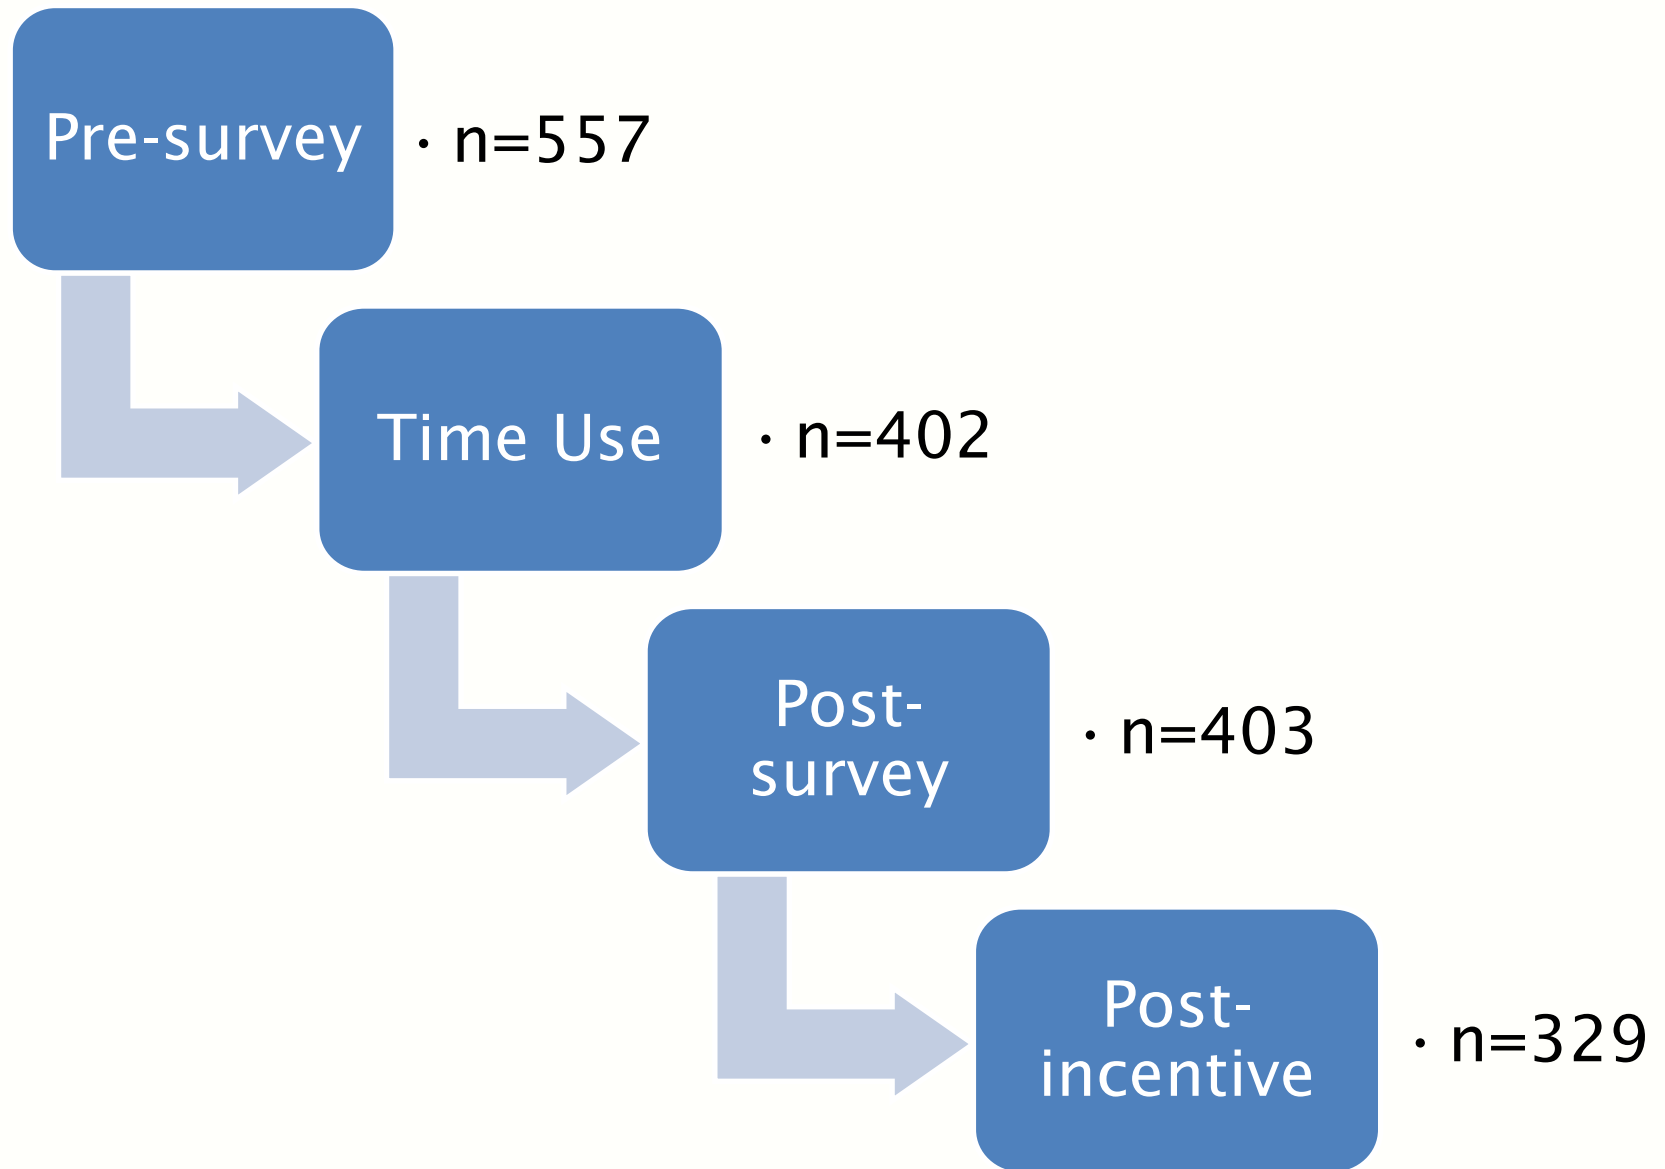 Pre-survey
· n=557
Time Use
· n=402
Post-
survey
· n=403
Post-
incentive
· n=329